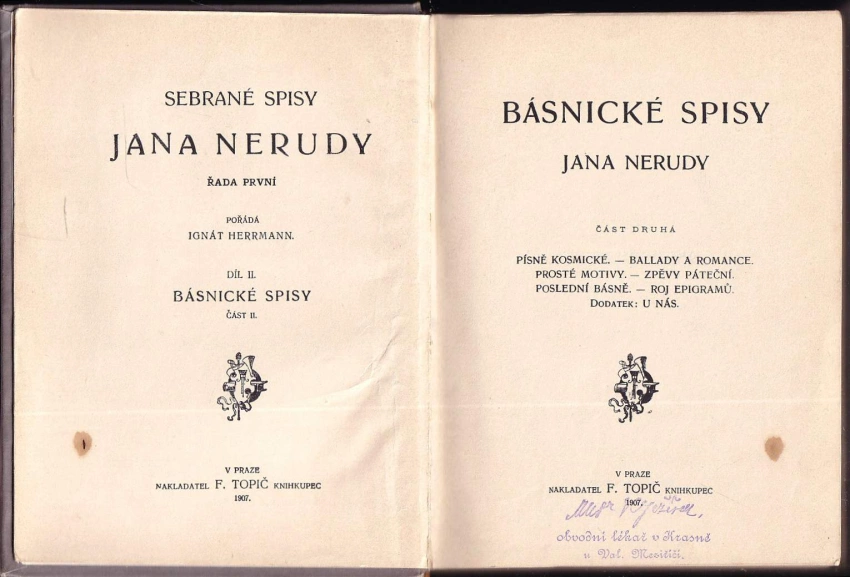 SEBRANÉ SPISY
JANA NERUDY
ŘADA PRVNÍ
POŘÁDÁ
IGNÁT HERRMANN.
DÍL II.
BÁSNICKÉ SPISY
ČÁST II.
V PRAZE
NAKLADATEL F. TOPIČ KNIHKUPEC
1907.
BÁSNICKÉ SPISY
JANA NERUDY
ČÁST DRUHÁ
PÍSNĚ KOSMICKÉ. — BALLADY A ROMANCE.
PROSTÉ MOTIVY. — ZPĚVY PÁTEČNÍ.
POSLEDNÍ BÁSNĚ. — ROJ EPIGRAMŮ.
DODATEK: U NÁS.
V PRAZE
NAKLADATEL F. TOPIČ KNIHKUPEC
1907.
obvodní lékař v Krasně
u Val. Meziříčí.